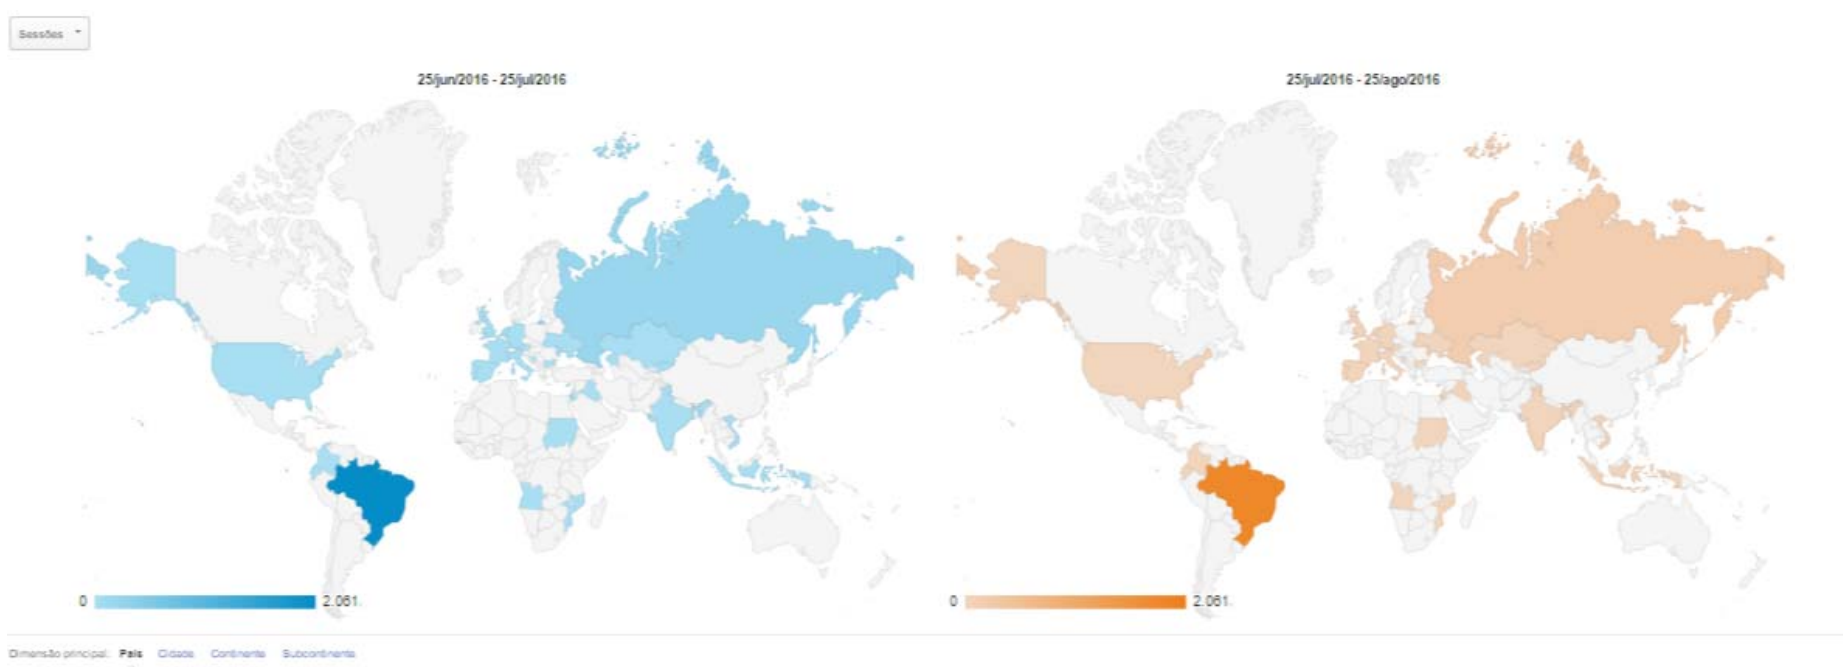 Sessões
25/jun/2016 - 25/jul/2016
25/jul/2016 - 25/ago/2016
0 2.061.
0 2.061.
Dimensão principal: País Cidade Continente Subcontinente